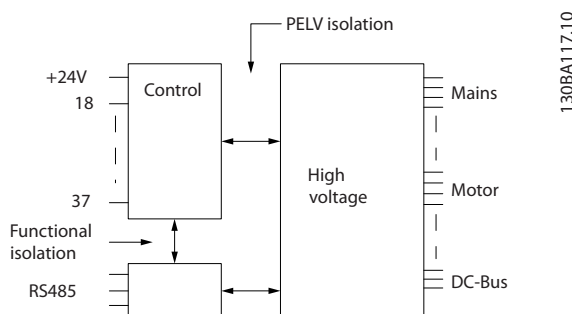 PELV isolation
130BA117.10
+24V
Control
18
Mains
High
voltage
37
Motor
Functional
isolation
RS485
DC-Bus